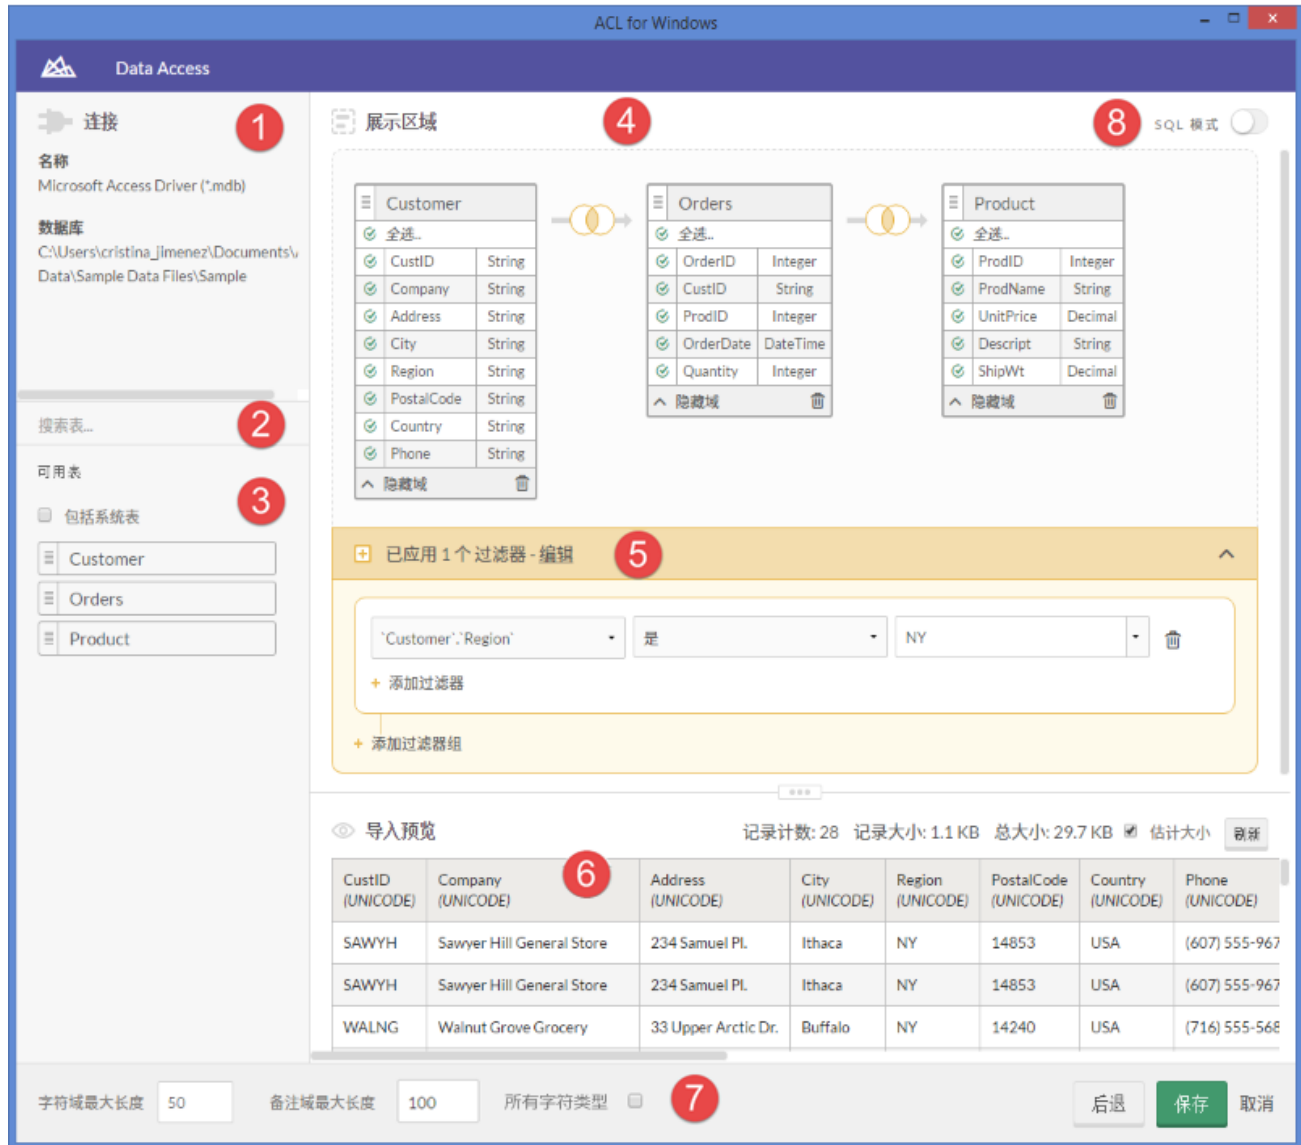 ACL for Windows
Data Access
连接
1
名称
Microsoft Access Driver (*.mdb)
数据库
C:\Users\cristina_jimenez\Documents\
Data\Sample Data Files\Sample
搜索表...
2
可用表
3
包括系统表
Customer
Orders
Product
展示区域
4
8
SQL 模式
Customer
全选...
CustID String
Company String
Address String
City String
Region String
PostalCode String
Country String
Phone String
隐藏域
Orders
全选...
OrderID Integer
CustID String
ProdID Integer
OrderDate DateTime
Quantity Integer
隐藏域
Product
全选...
ProdID Integer
ProdName String
UnitPrice Decimal
Descript String
ShipWt Decimal
隐藏域
已应用 1 个 过滤器 - 编辑
5
`Customer`.`Region` 是 NY
+ 添加过滤器
+ 添加过滤器组
导入预览
记录计数: 28 记录大小: 1.1 KB 总大小: 29.7 KB 估计大小 刷新
6
CustID Company Address City Region PostalCode Country Phone
(UNICODE) (UNICODE) (UNICODE) (UNICODE) (UNICODE) (UNICODE) (UNICODE) (UNICODE)
SAWYH Sawyer Hill General Store 234 Samuel Pl. Ithaca NY 14853 USA (607) 555-967
SAWYH Sawyer Hill General Store 234 Samuel Pl. Ithaca NY 14853 USA (607) 555-967
WALNG Walnut Grove Grocery 33 Upper Arctic Dr. Buffalo NY 14240 USA (716) 555-568
字符域最大长度 50 备注域最大长度 100 所有字符类型 7 后退 保存 取消